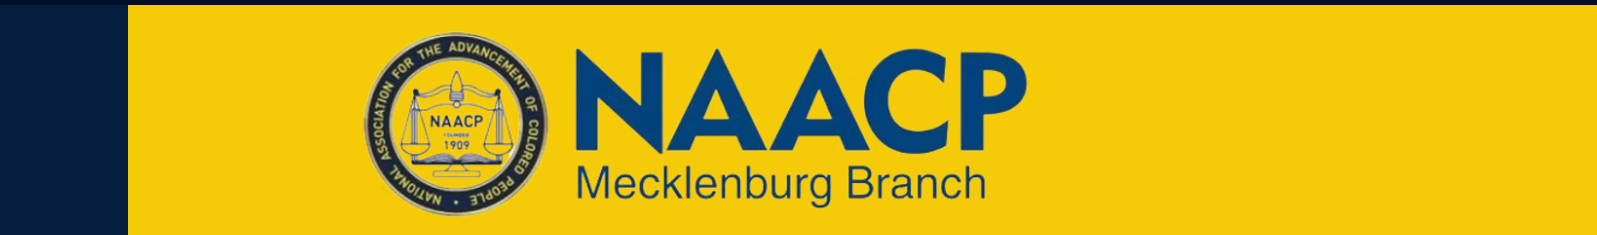 NATIONAL ASSOCIATION FOR THE ADVANCEMENT OF COLORED PEOPLE •
NAACP
FOUNDED
1909
NAACP
Mecklenburg Branch